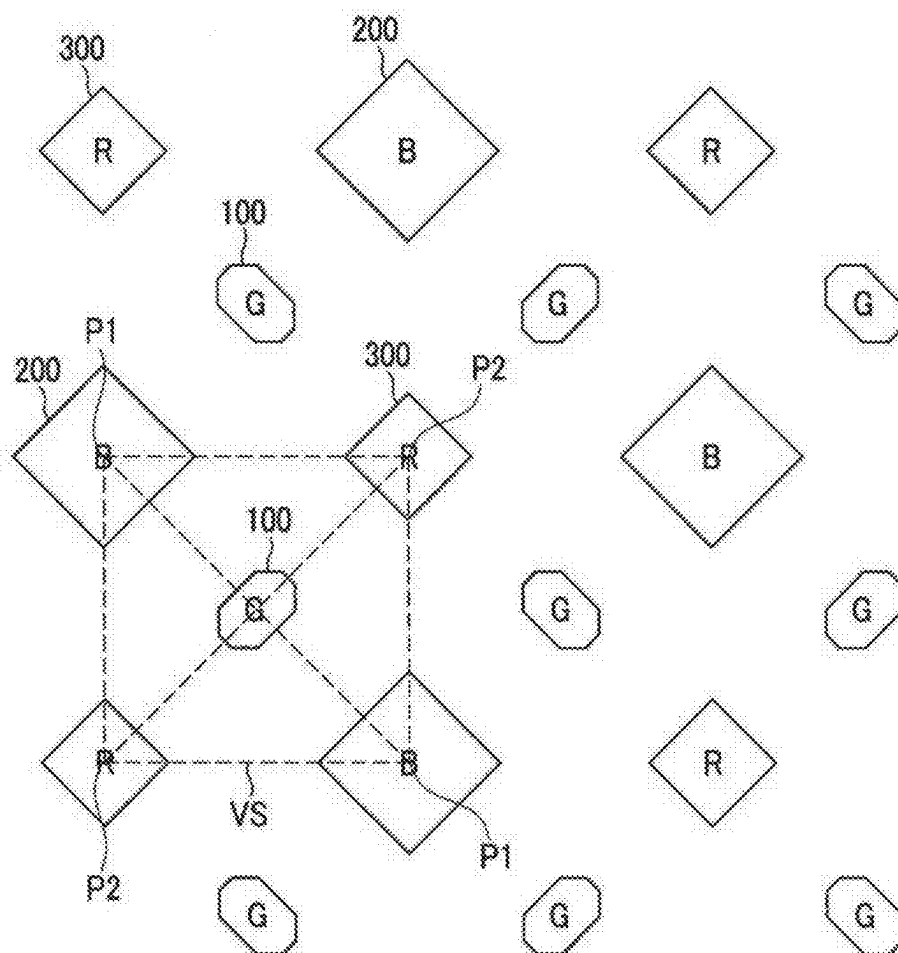 200
300
R B R
100
G G G
P1
200 300 P2
B R B
100
G G G
R B R
VS
P2 P1
G G G